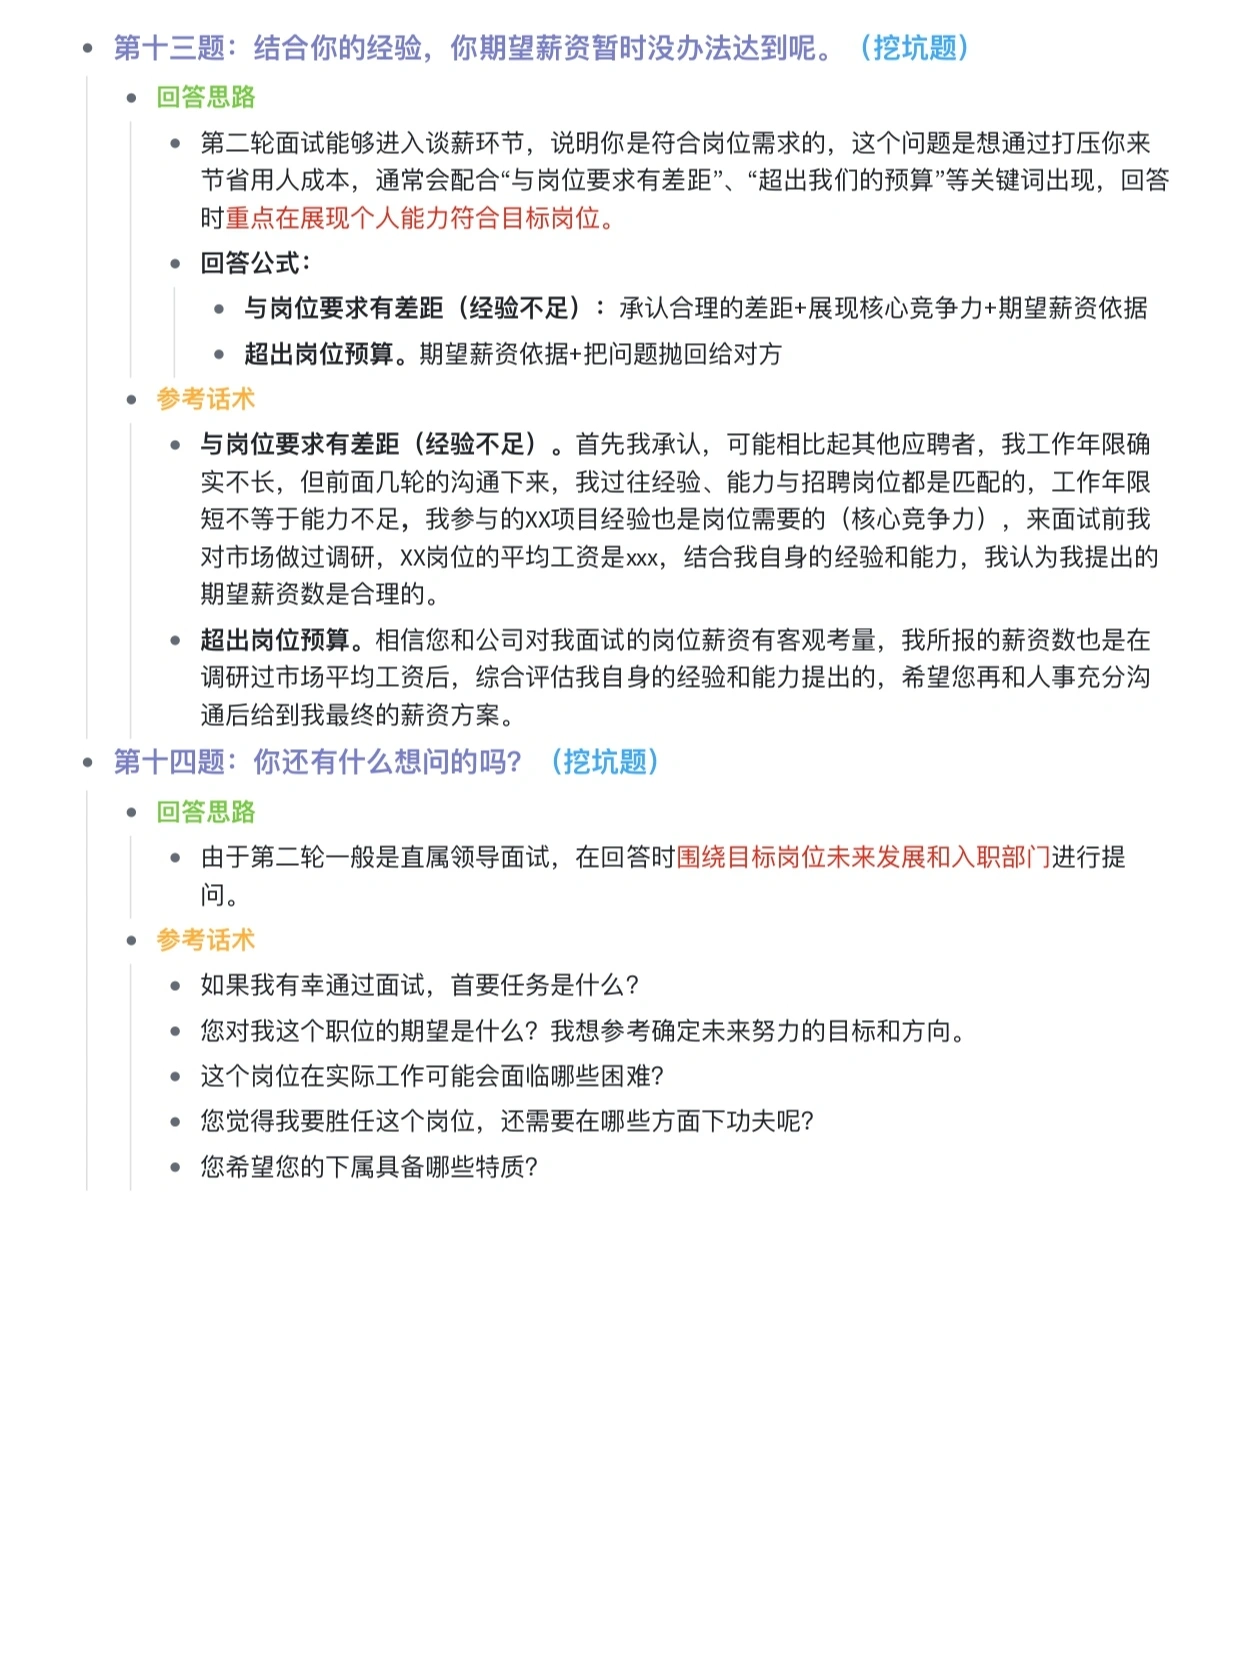 第十三题：结合你的经验，你期望薪资暂时没办法达到呢。（挖坑题）
回答思路
第二轮面试能够进入谈薪环节，说明你是符合岗位需求的，这个问题是想通过打压你来
节省用人成本，通常会配合“与岗位要求有差距”、“超出我们的预算”等关键词出现，回答
时重点在展现个人能力符合目标岗位。
回答公式：
与岗位要求有差距（经验不足）：承认合理的差距+展现核心竞争力+期望薪资依据
超出岗位预算。期望薪资依据+把问题抛回给对方
参考话术
与岗位要求有差距（经验不足）。首先我承认，可能相比起其他应聘者，我工作年限确
实不长，但前面几轮的沟通下来，我过往经验、能力与招聘岗位都是匹配的，工作年限
短不等于能力不足，我参与的XX项目经验也是岗位需要的（核心竞争力），来面试前我
对市场做过调研，XX岗位的平均工资是xxx，结合我自身的经验和能力，我认为我提出的
期望薪资数是合理的。
超出岗位预算。相信您和公司对我面试的岗位薪资有客观考量，我所报的薪资数也是在
调研过市场平均工资后，综合评估我自身的经验和能力提出的，希望您再和人事充分沟
通后给到我最终的薪资方案。
第十四题：你还有什么想问的吗？（挖坑题）
回答思路
由于第二轮一般是直属领导面试，在回答时围绕目标岗位未来发展和入职部门进行提
问。
参考话术
如果我有幸通过面试，首要任务是什么？
您对我这个职位的期望是什么？我想参考确定未来努力的目标和方向。
这个岗位在实际工作可能会面临哪些困难？
您觉得我要胜任这个岗位，还需要在哪些方面下功夫呢？
您希望您的下属具备哪些特质？